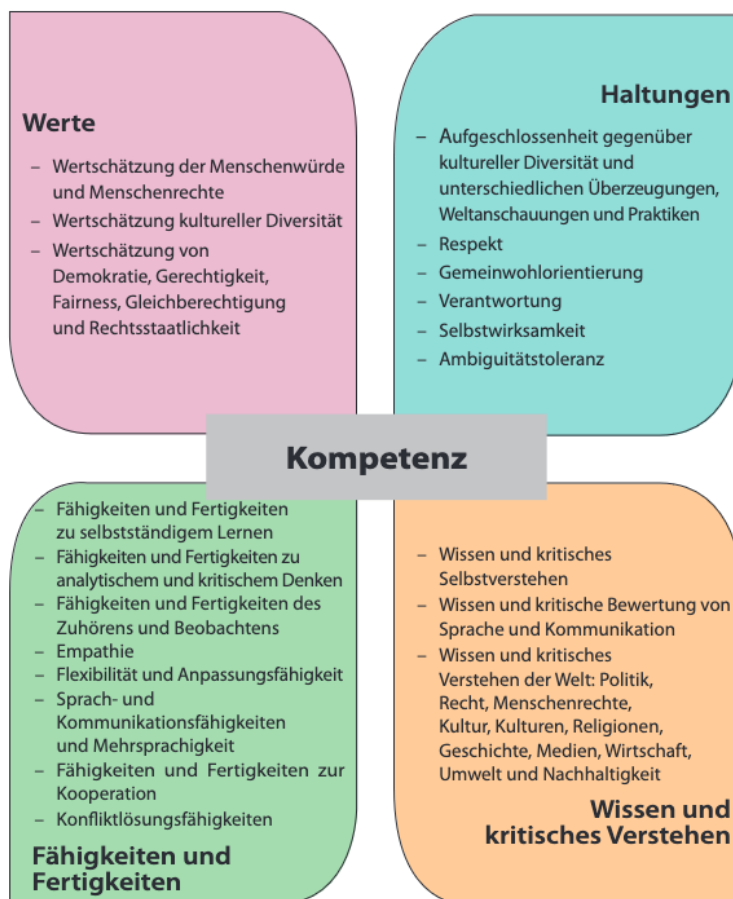 Werte
– Wertschätzung der Menschenwürde
und Menschenrechte
– Wertschätzung kultureller Diversität
– Wertschätzung von
Demokratie, Gerechtigkeit,
Fairness, Gleichberechtigung
und Rechtsstaatlichkeit
Haltungen
– Aufgeschlossenheit gegenüber
kultureller Diversität und
unterschiedlichen Überzeugungen,
Weltanschauungen und Praktiken
– Respekt
– Gemeinwohlorientierung
– Verantwortung
– Selbstwirksamkeit
– Ambiguitätstoleranz
Kompetenz
– Fähigkeiten und Fertigkeiten
zu selbstständigem Lernen
– Fähigkeiten und Fertigkeiten zu
analytischem und kritischem Denken
– Fähigkeiten und Fertigkeiten des
Zuhörens und Beobachtens
– Empathie
– Flexibilität und Anpassungsfähigkeit
– Sprach- und
Kommunikationsfähigkeiten
und Mehrsprachigkeit
– Fähigkeiten und Fertigkeiten zur
Kooperation
– Konfliktlösungsfähigkeiten
Fähigkeiten und
Fertigkeiten
– Wissen und kritisches
Selbstverstehen
– Wissen und kritische Bewertung von
Sprache und Kommunikation
– Wissen und kritisches
Verstehen der Welt: Politik,
Recht, Menschenrechte,
Kultur, Kulturen, Religionen,
Geschichte, Medien, Wirtschaft,
Umwelt und Nachhaltigkeit
Wissen und
kritisches Verstehen